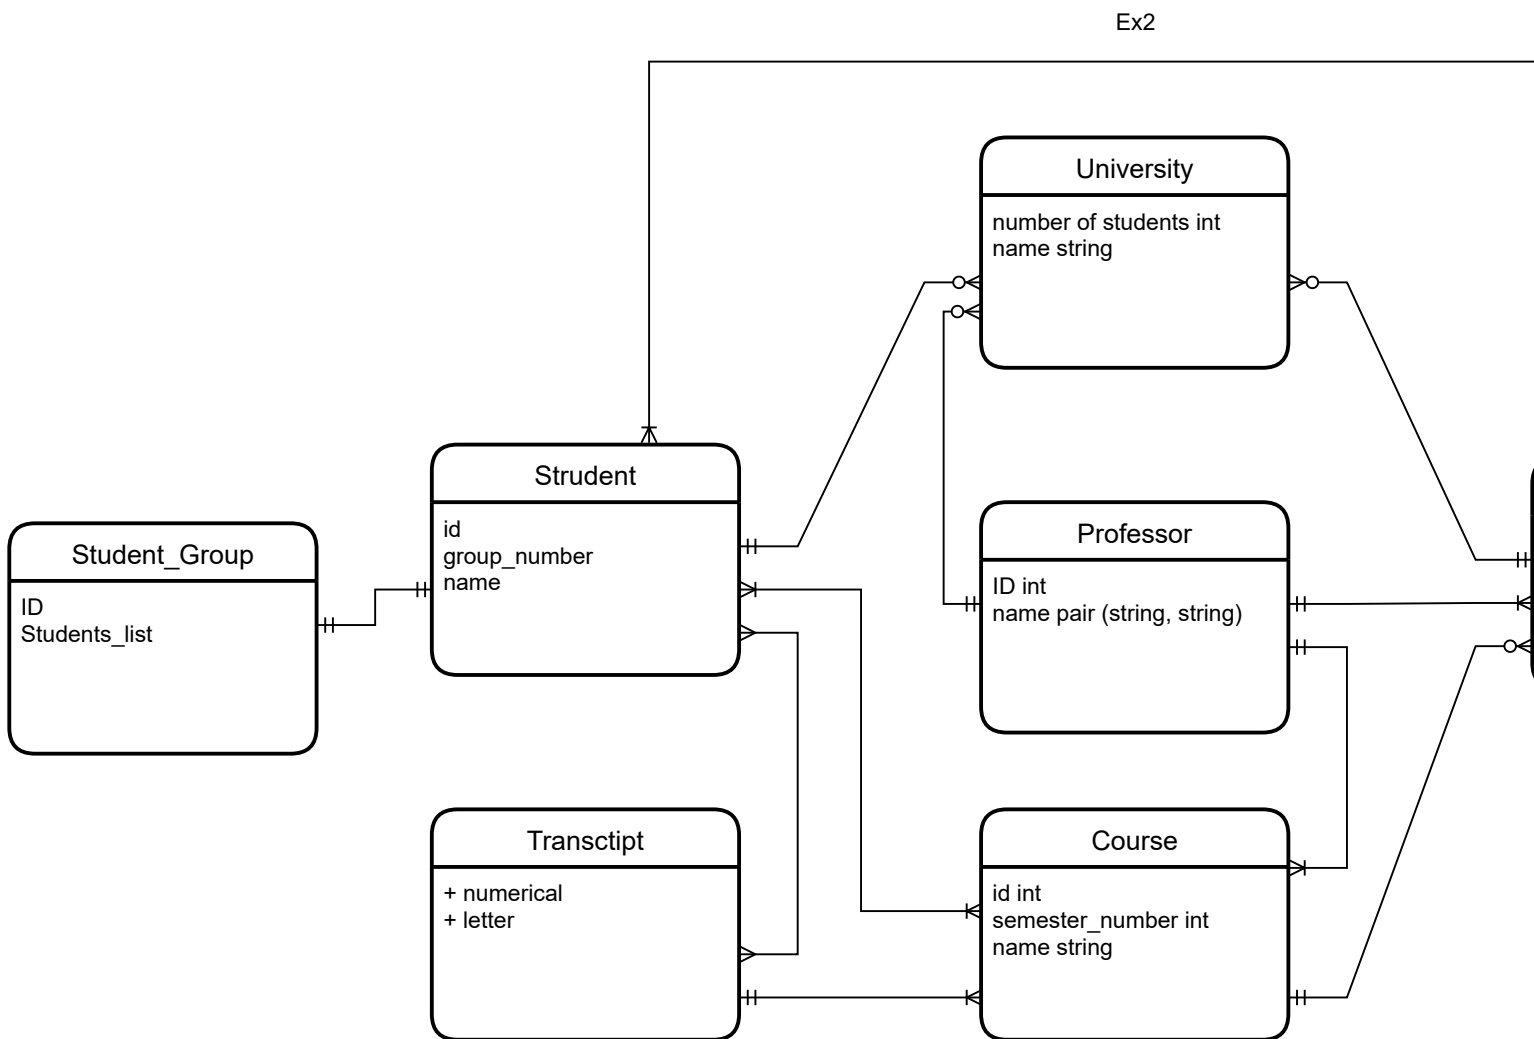 Ex2
University
number of students int
name string
Strudent
id
group_number
name
Student_Group
ID
Students_list
Professor
ID int
name pair (string, string)
Transctipt
+ numerical
+ letter
Course
id int
semester_number int
name string